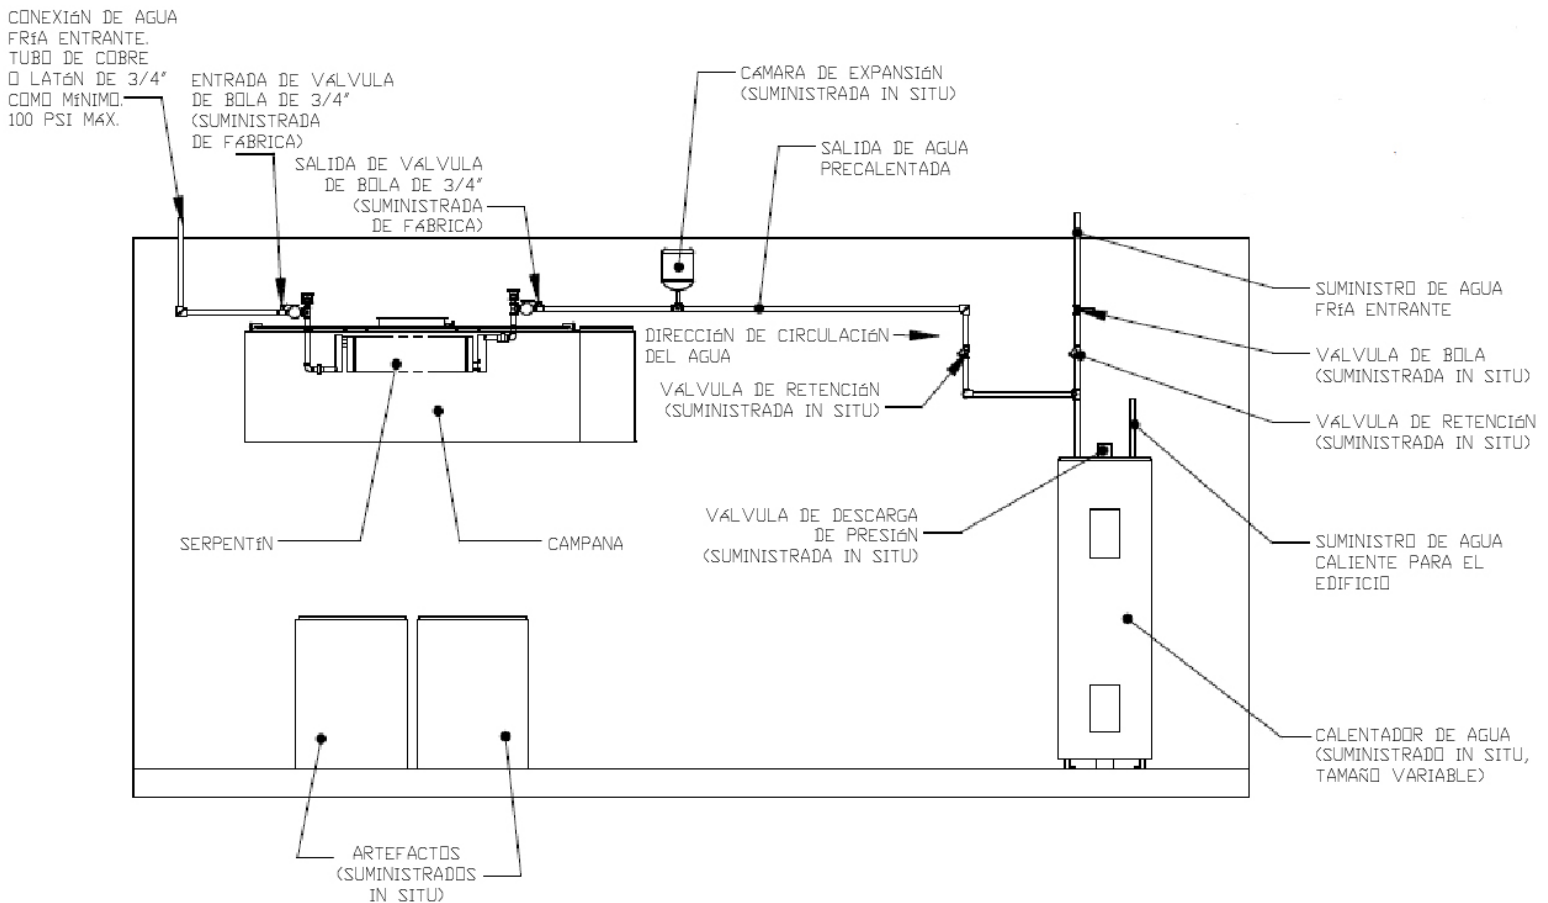 CONEXIÓN DE AGUA
FRÍA ENTRANTE.
TUBO DE COBRE
O LATÓN DE 3/4"
COMO MÍNIMO.
100 PSI MÁX.
ENTRADA DE VÁLVULA
DE BOLA DE 3/4"
(SUMINISTRADA
DE FÁBRICA)
SALIDA DE VÁLVULA
DE BOLA DE 3/4"
(SUMINISTRADA
DE FÁBRICA)
CÁMARA DE EXPANSIÓN
(SUMINISTRADA IN SITU)
SALIDA DE AGUA
PRECALENTADA
SUMINISTRO DE AGUA
FRÍA ENTRANTE
DIRECCIÓN DE CIRCULACIÓN
DEL AGUA
VÁLVULA DE RETENCIÓN
(SUMINISTRADA IN SITU)
VÁLVULA DE BOLA
(SUMINISTRADA IN SITU)
VÁLVULA DE RETENCIÓN
(SUMINISTRADA IN SITU)
SERPENTÍN
CAMPANA
VÁLVULA DE DESCARGA
DE PRESIÓN
(SUMINISTRADA IN SITU)
SUMINISTRO DE AGUA
CALIENTE PARA EL
EDIFICIO
CALENTADOR DE AGUA
(SUMINISTRADO IN SITU,
TAMAÑO VARIABLE)
ARTEFACTOS
(SUMINISTRADOS
IN SITU)